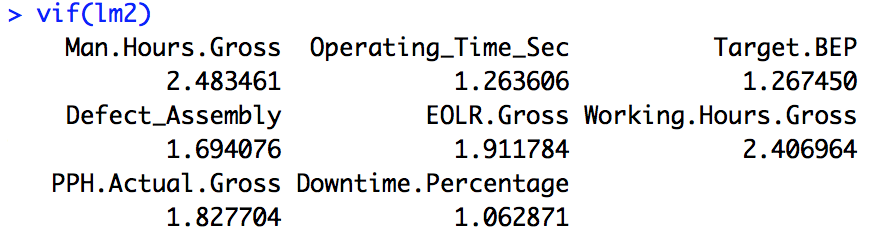 > vif(lm2)
Man.Hours.Gross Operating_Time_Sec Target.BEP
2.483461 1.263606 1.267450
Defect_Assembly EOLR.Gross Working.Hours.Gross
1.694076 1.911784 2.406964
PPH.Actual.Gross Downtime.Percentage
1.827704 1.062871